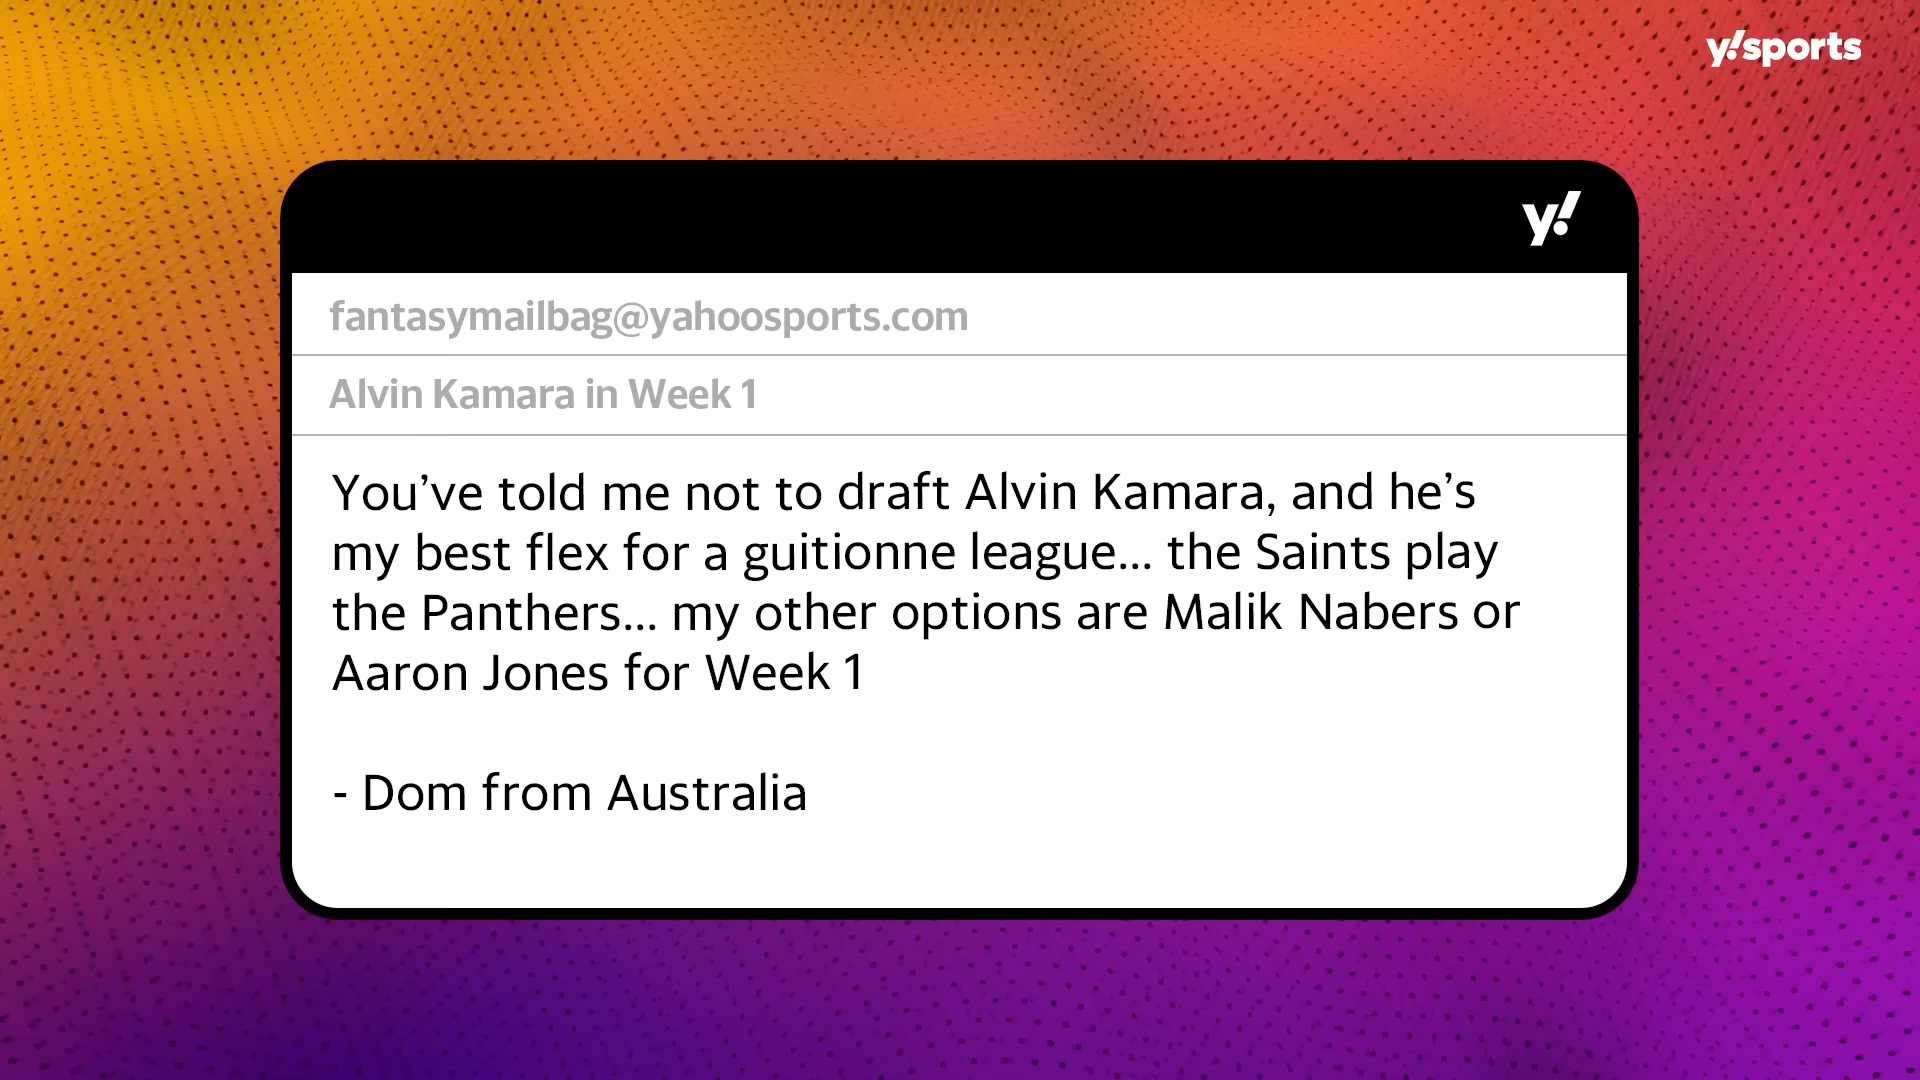 y!sports
y!
fantasymailbag@yahoosports.com
Alvin Kamara in Week 1
You’ve told me not to draft Alvin Kamara, and he’s
my best flex for a guitionne league... the Saints play
the Panthers... my other options are Malik Nabers or
Aaron Jones for Week 1
- Dom from Australia